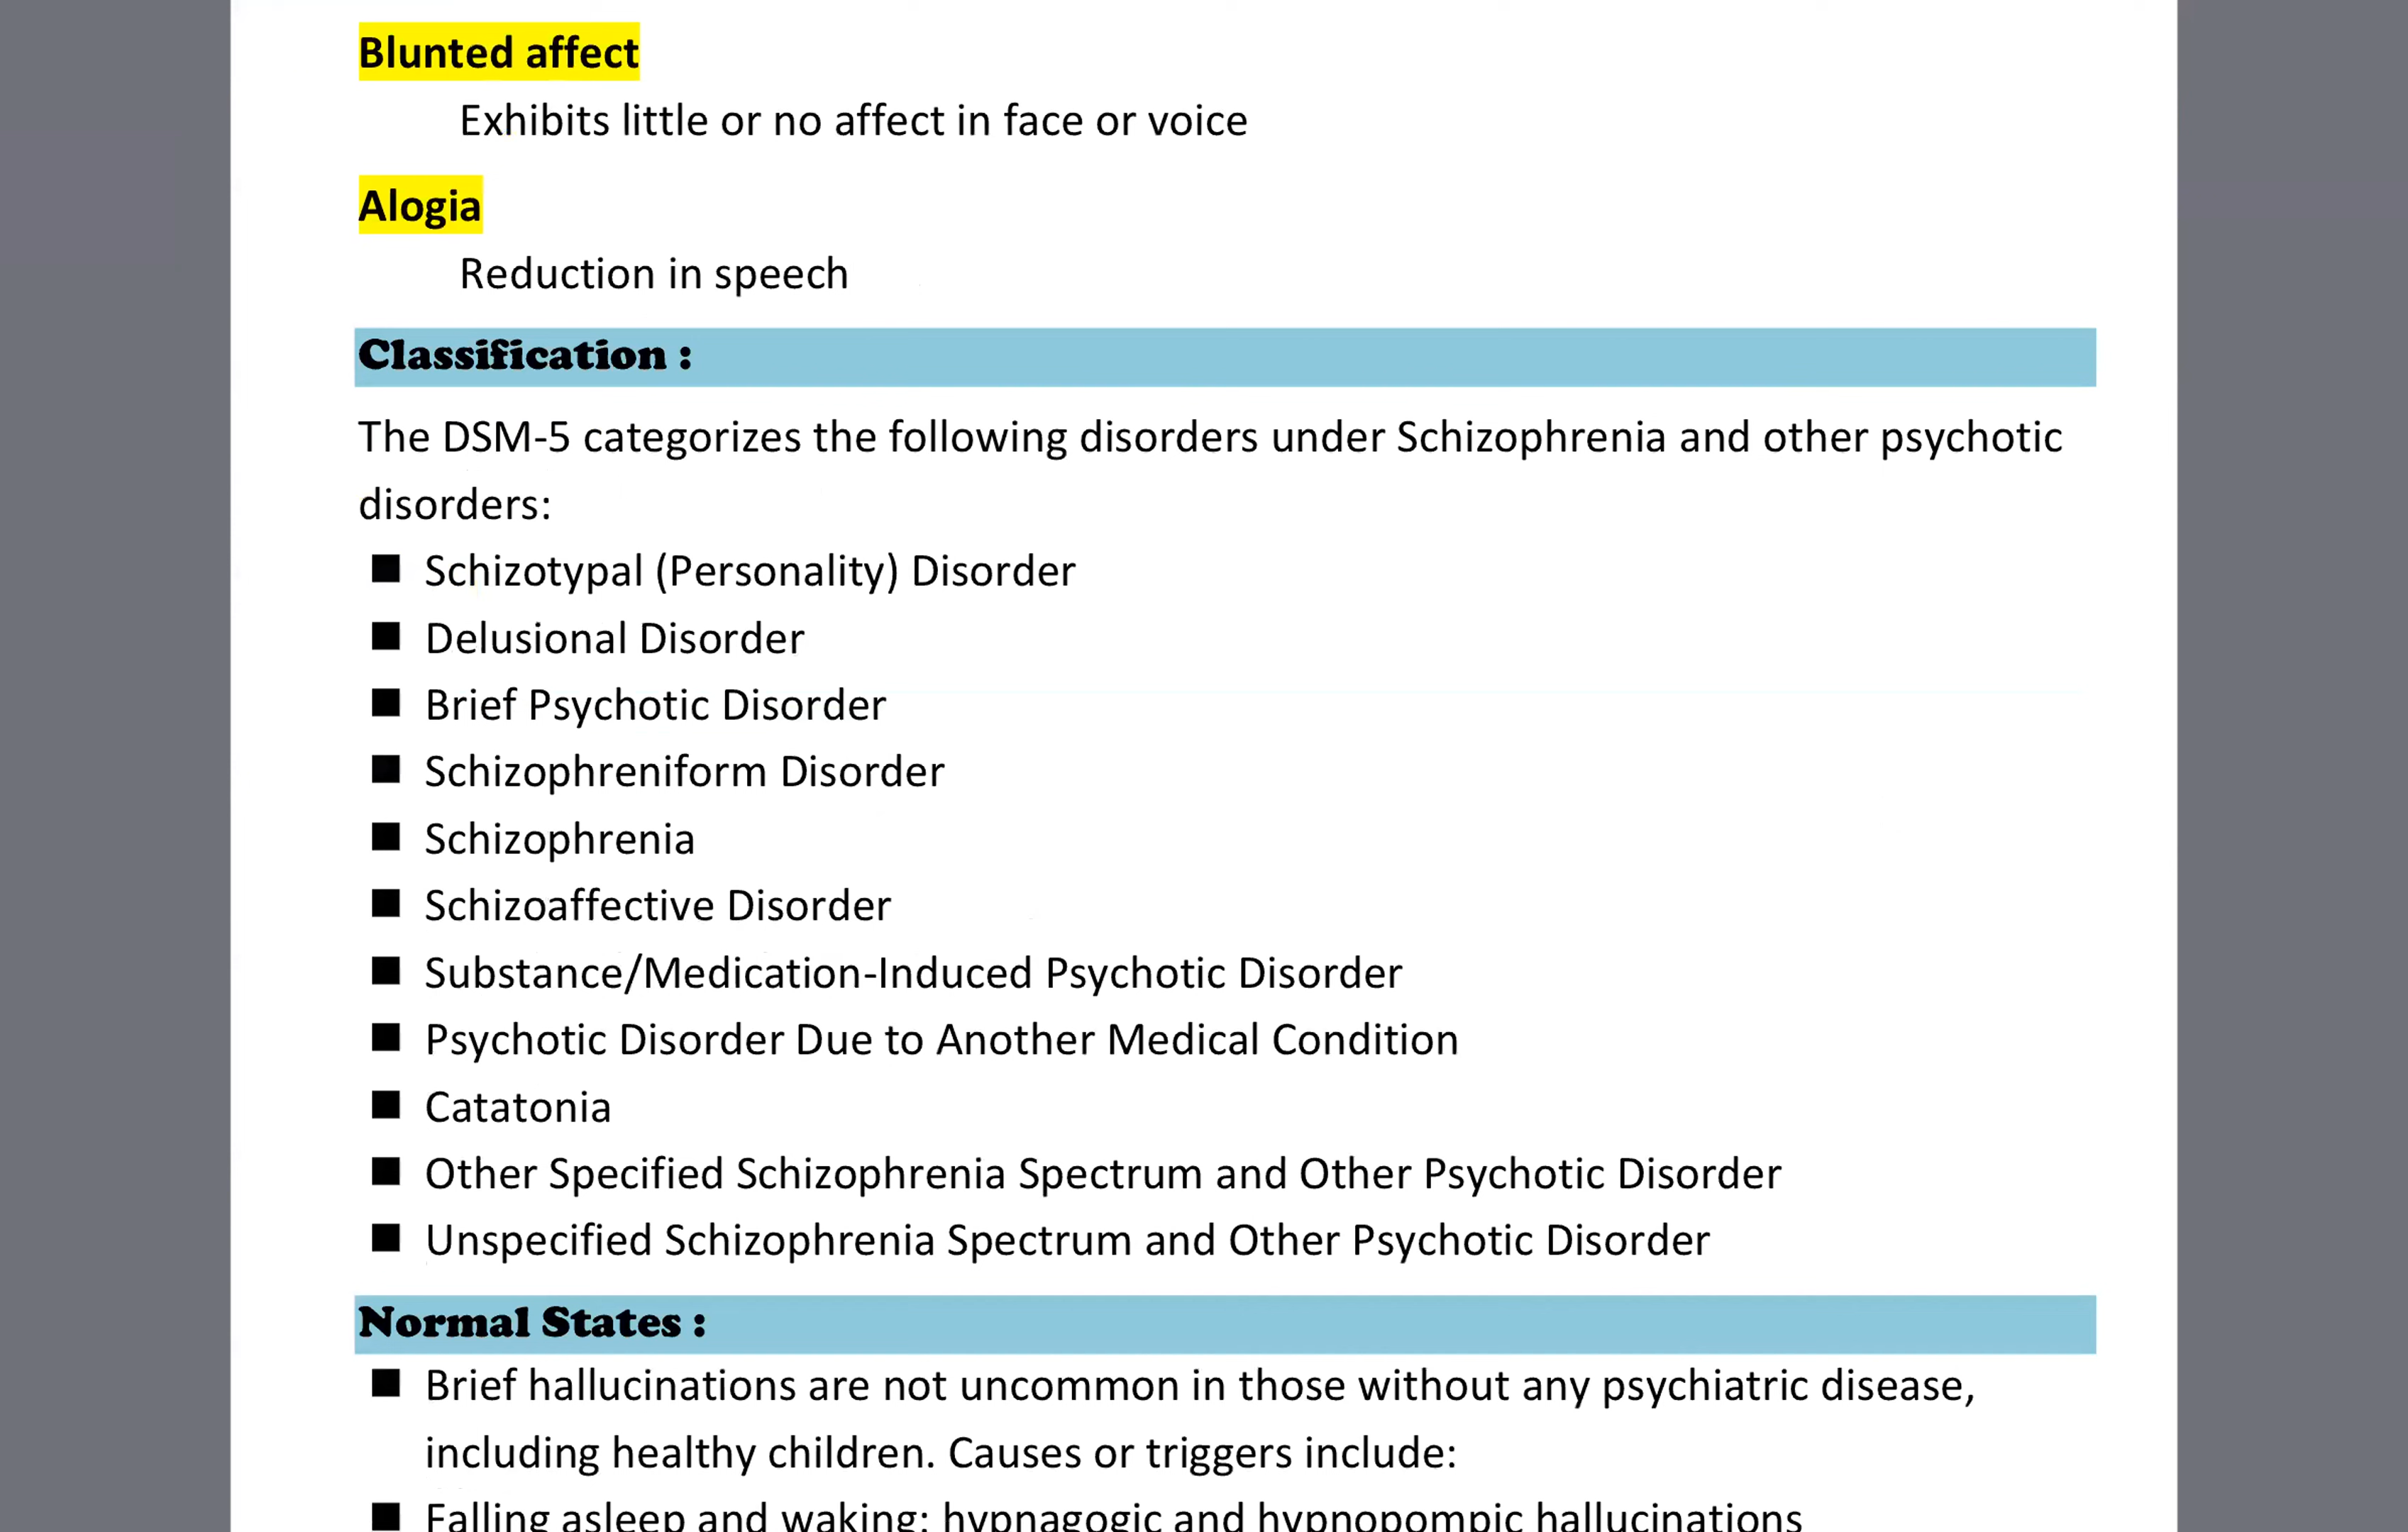 Blunted affect
Exhibits little or no affect in face or voice
Alogia
Reduction in speech
Classification :
The DSM-5 categorizes the following disorders under Schizophrenia and other psychotic
disorders:
■ Schizotypal (Personality) Disorder
■ Delusional Disorder
■ Brief Psychotic Disorder
■ Schizophreniform Disorder
■ Schizophrenia
■ Schizoaffective Disorder
■ Substance/Medication-Induced Psychotic Disorder
■ Psychotic Disorder Due to Another Medical Condition
■ Catatonia
■ Other Specified Schizophrenia Spectrum and Other Psychotic Disorder
■ Unspecified Schizophrenia Spectrum and Other Psychotic Disorder
Normal States :
■ Brief hallucinations are not uncommon in those without any psychiatric disease,
including healthy children. Causes or triggers include:
■ Falling asleep and waking: hypnagogic and hypnopompic hallucinations